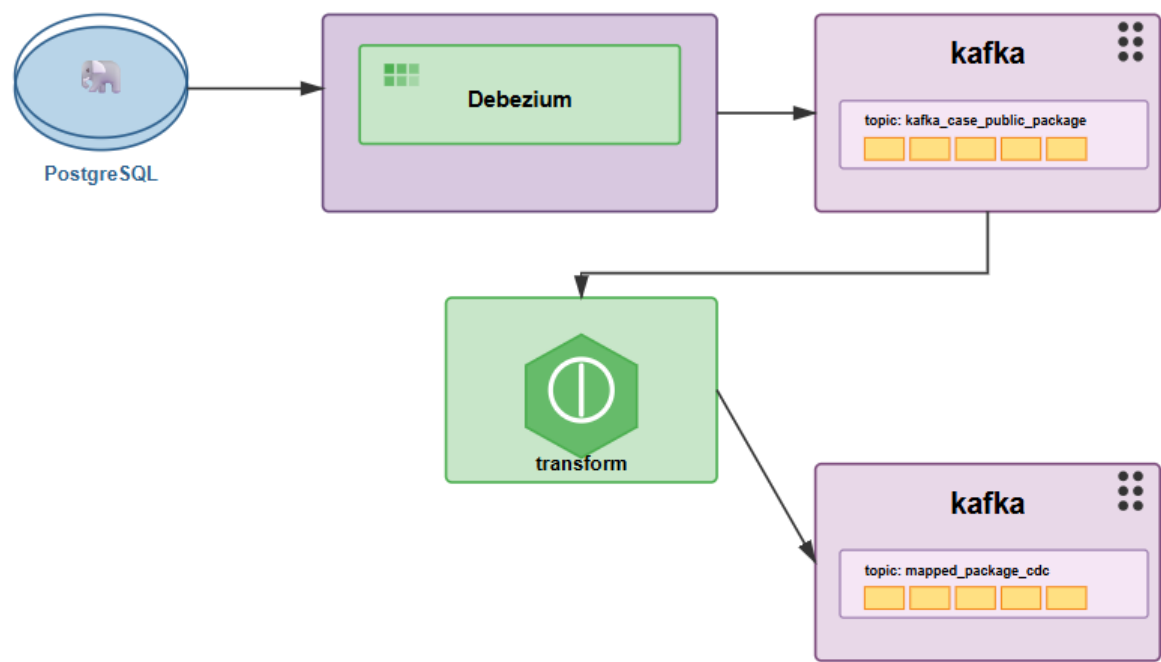 PostgreSQL
Debezium
kafka
topic: kafka_case_public_package
transform
kafka
topic: mapped_package_cdc